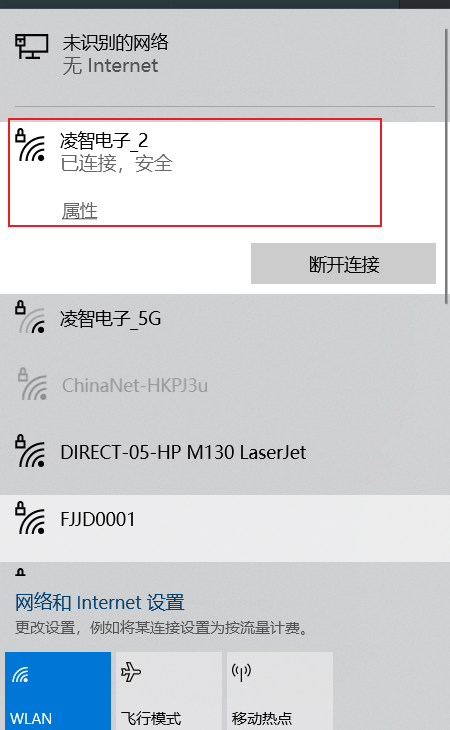 未识别的网络
无 Internet
凌智电子_2
已连接，安全
属性
断开连接
凌智电子_5G
ChinaNet-HKPJ3u
DIRECT-05-HP M130 LaserJet
FJJD0001
网络和 Internet 设置
更改设置，例如将某连接设置为按流量计费。
WLAN
飞行模式
移动热点